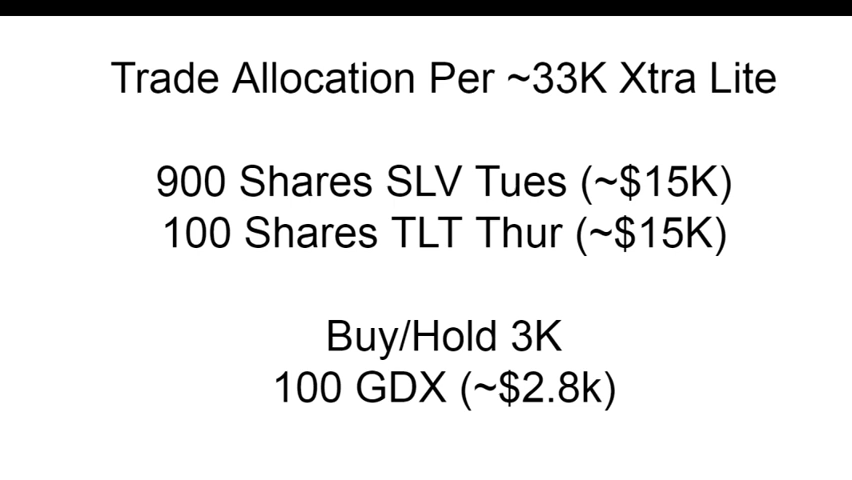 Trade Allocation Per ~33K Xtra Lite
900 Shares SLV Tues (~$15K)
100 Shares TLT Thur (~$15K)
Buy/Hold 3K
100 GDX (~$2.8k)